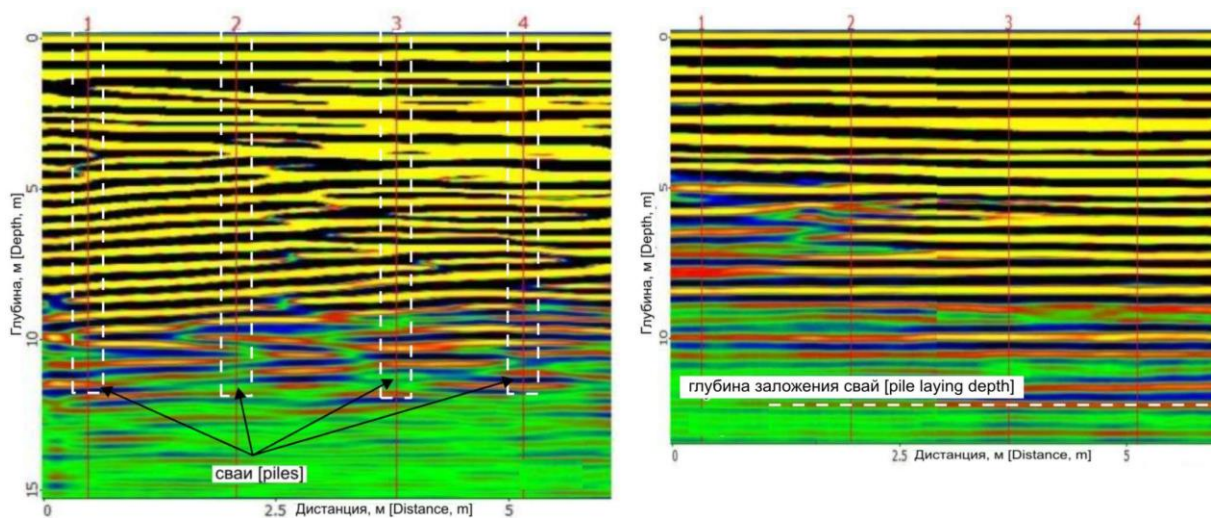 1 2 3 4
0
5
10
15
Глубина, м [Depth, m]
сваи [piles]
0 2.5 Дистанция, м [Distance, m] 5
1 2 3 4
0
5
10
Глубина, м [Depth, m]
глубина заложения свай [pile laying depth]
0 2.5 Дистанция, м [Distance, m] 5